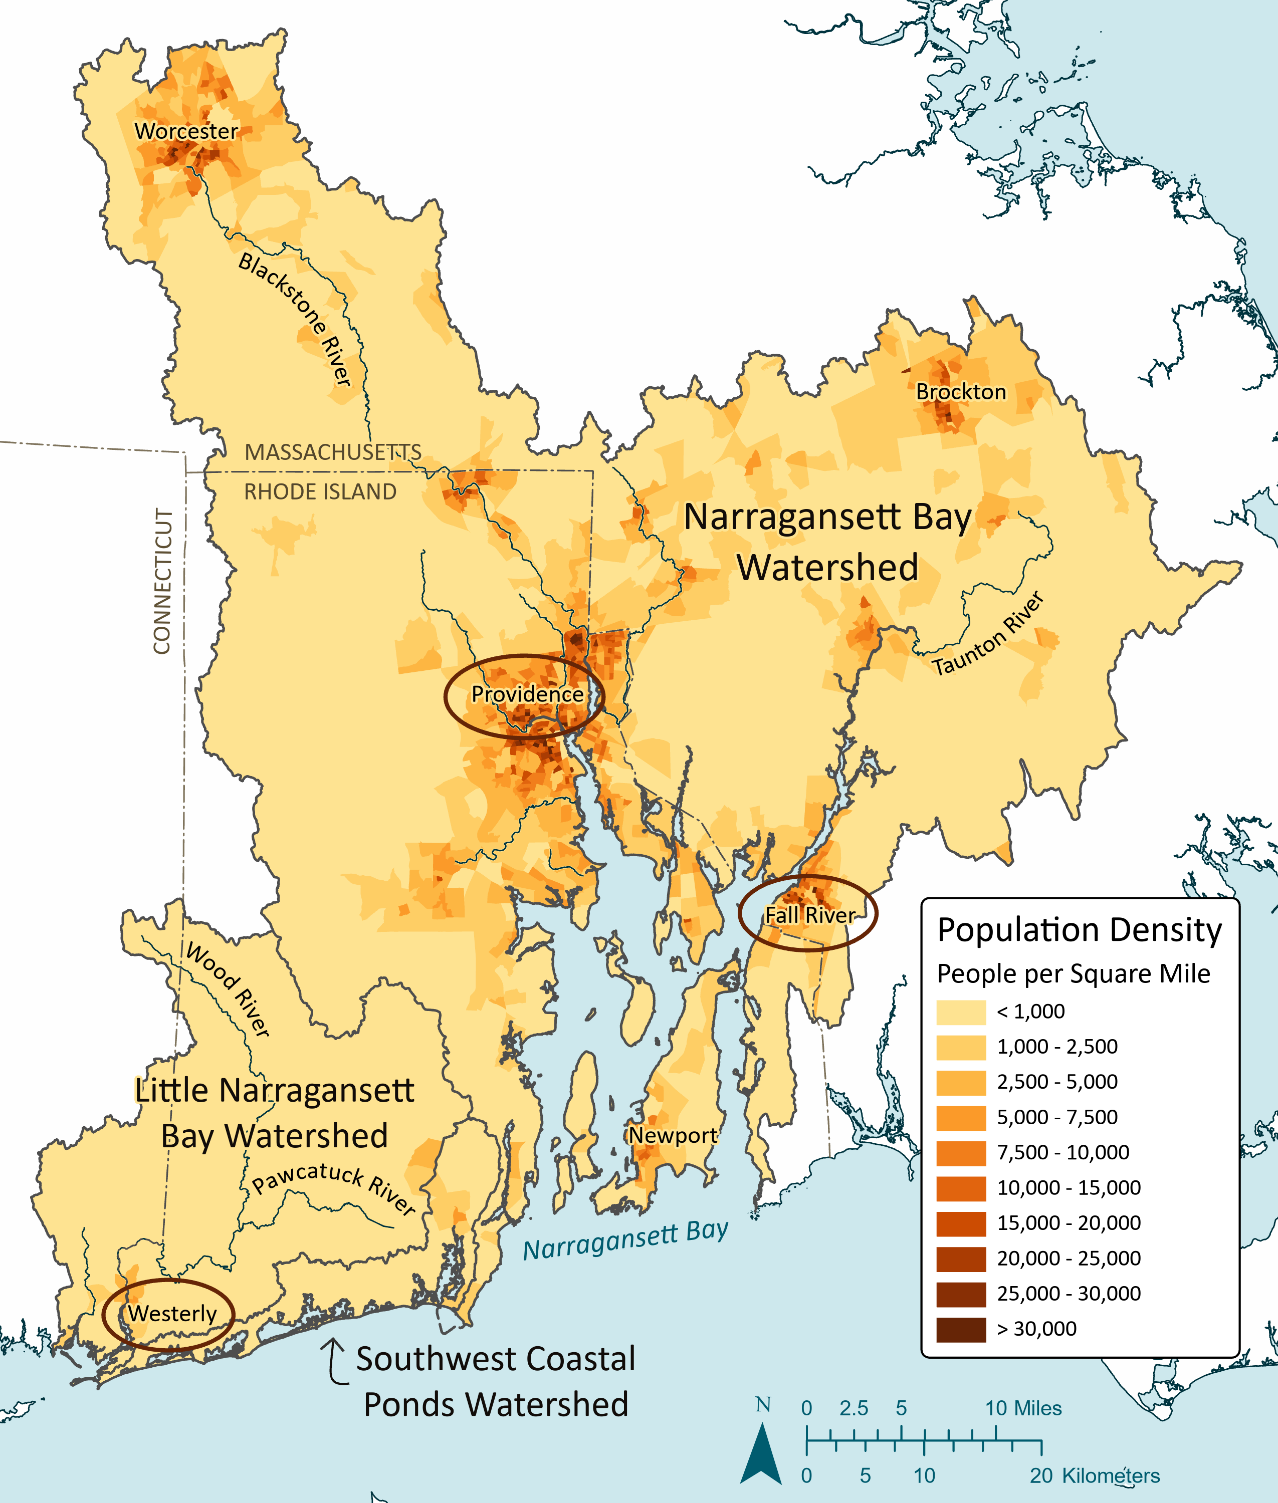 Worcester
Blackstone River
Brockton
MASSACHUSETTS
RHODE ISLAND
CONNECTICUT
Narragansett Bay
Watershed
Taunton River
Providence
Fall River
Wood River
Little Narragansett
Bay Watershed
Pawcatuck River
Newport
Narragansett Bay
Westerly
Southwest Coastal
Ponds Watershed
Population Density
People per Square Mile
< 1,000
1,000 - 2,500
2,500 - 5,000
5,000 - 7,500
7,500 - 10,000
10,000 - 15,000
15,000 - 20,000
20,000 - 25,000
25,000 - 30,000
> 30,000
N
0 2.5 5 10 Miles
0 5 10 20 Kilometers